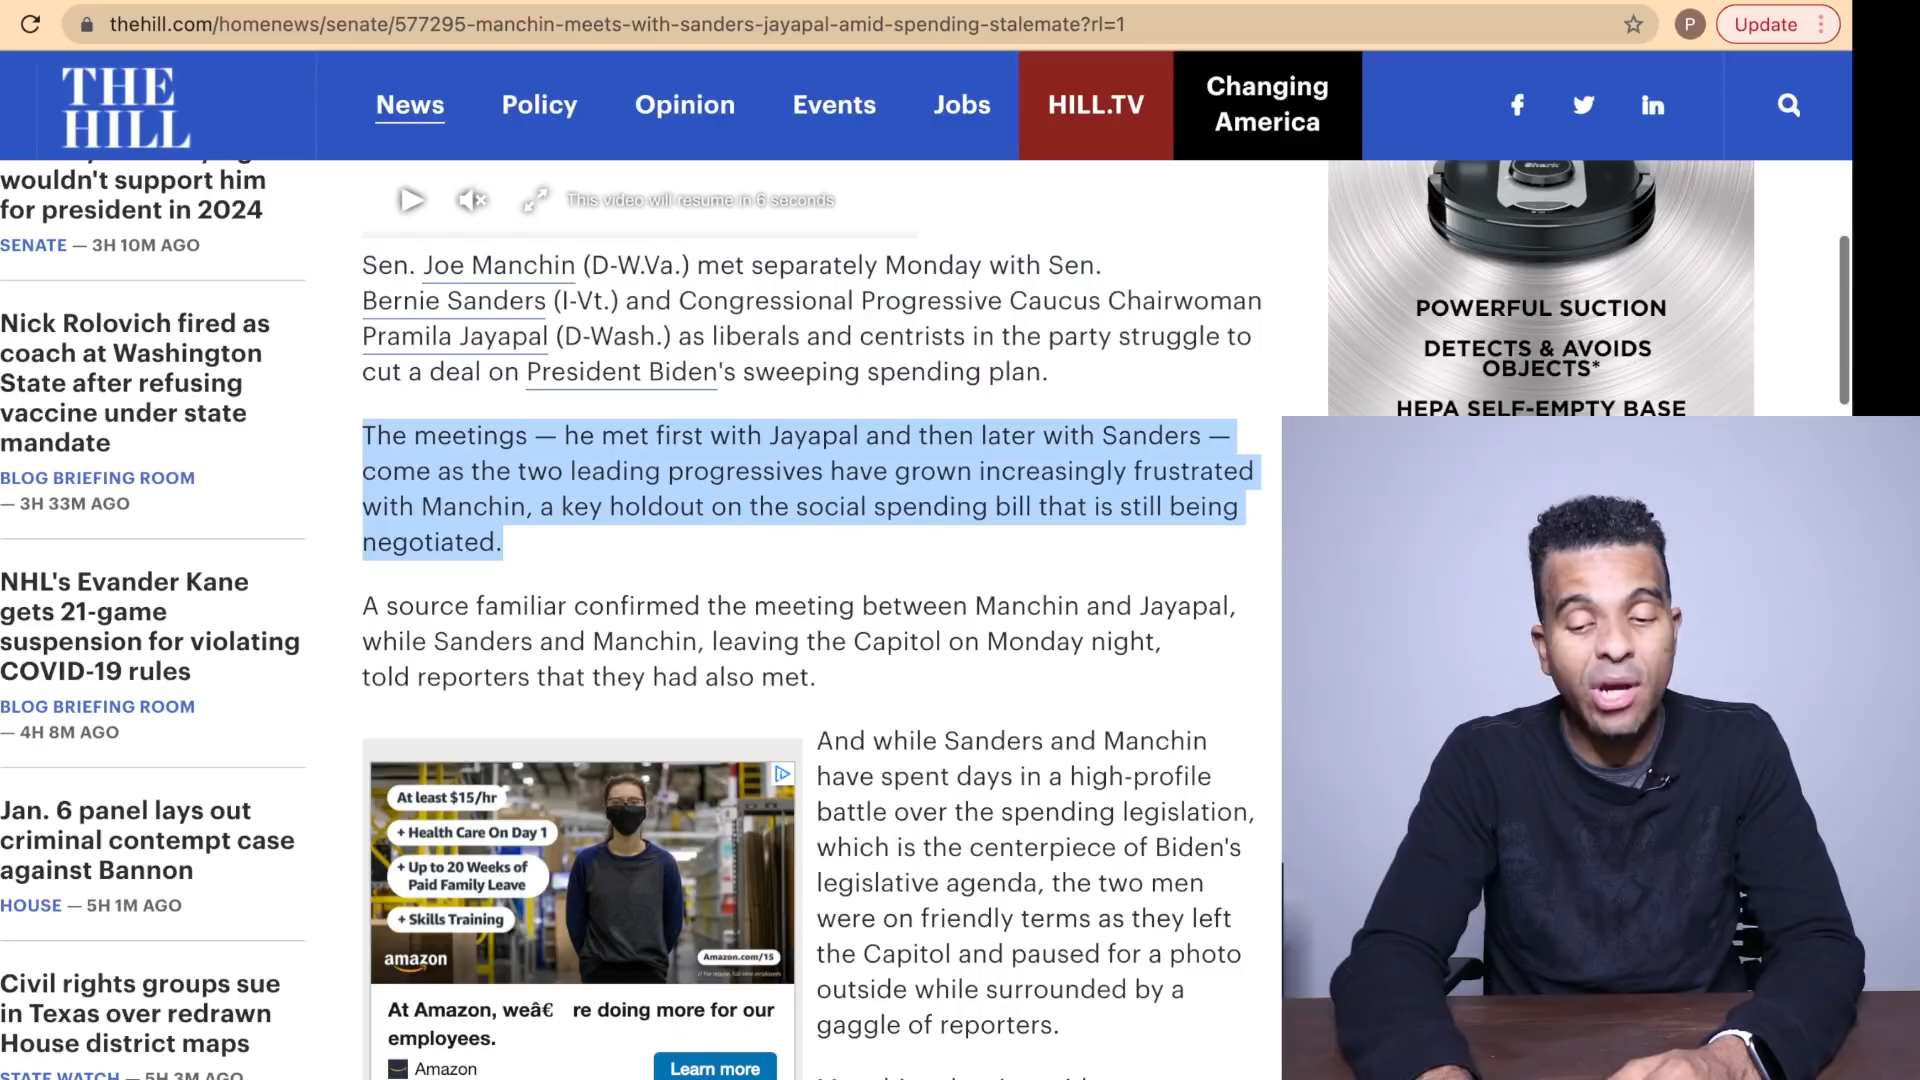 thehill.com/homenews/senate/577295-manchin-meets-with-sanders-jayapal-amid-spending-stalemate?rl=1
P
Update
THE
HILL
News
Policy
Opinion
Events
Jobs
HILL.TV
Changing
America
wouldn't support him
for president in 2024
SENATE — 3H 10M AGO
Nick Rolovich fired as
coach at Washington
State after refusing
vaccine under state
mandate
BLOG BRIEFING ROOM
— 3H 33M AGO
NHL's Evander Kane
gets 21-game
suspension for violating
COVID-19 rules
BLOG BRIEFING ROOM
— 4H 8M AGO
Jan. 6 panel lays out
criminal contempt case
against Bannon
HOUSE — 5H 1M AGO
Civil rights groups sue
in Texas over redrawn
House district maps
STATE WATCH — 5H 3M AGO
This video will resume in 6 seconds
Sen. Joe Manchin (D-W.Va.) met separately Monday with Sen.
Bernie Sanders (I-Vt.) and Congressional Progressive Caucus Chairwoman
Pramila Jayapal (D-Wash.) as liberals and centrists in the party struggle to
cut a deal on President Biden's sweeping spending plan.
The meetings — he met first with Jayapal and then later with Sanders —
come as the two leading progressives have grown increasingly frustrated
with Manchin, a key holdout on the social spending bill that is still being
negotiated.
A source familiar confirmed the meeting between Manchin and Jayapal,
while Sanders and Manchin, leaving the Capitol on Monday night,
told reporters that they had also met.
At least $15/hr
+ Health Care On Day 1
+ Up to 20 Weeks of
Paid Family Leave
+ Skills Training
amazon
Amazon.com/15
At Amazon, weâ€ re doing more for our
employees.
Amazon
Learn more
And while Sanders and Manchin
have spent days in a high-profile
battle over the spending legislation,
which is the centerpiece of Biden's
legislative agenda, the two men
were on friendly terms as they left
the Capitol and paused for a photo
outside while surrounded by a
gaggle of reporters.
Shark
POWERFUL SUCTION
DETECTS & AVOIDS
OBJECTS*
HEPA SELF-EMPTY BASE